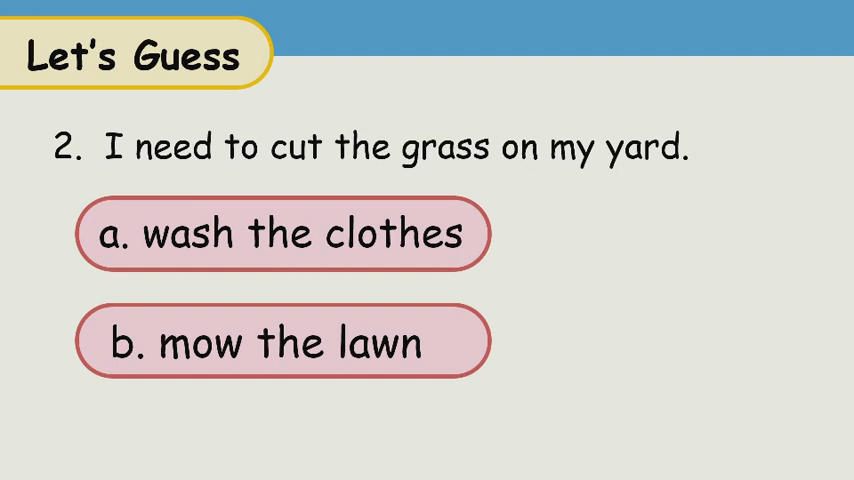 Let's Guess
2. I need to cut the grass on my yard.
a. wash the clothes
b. mow the lawn